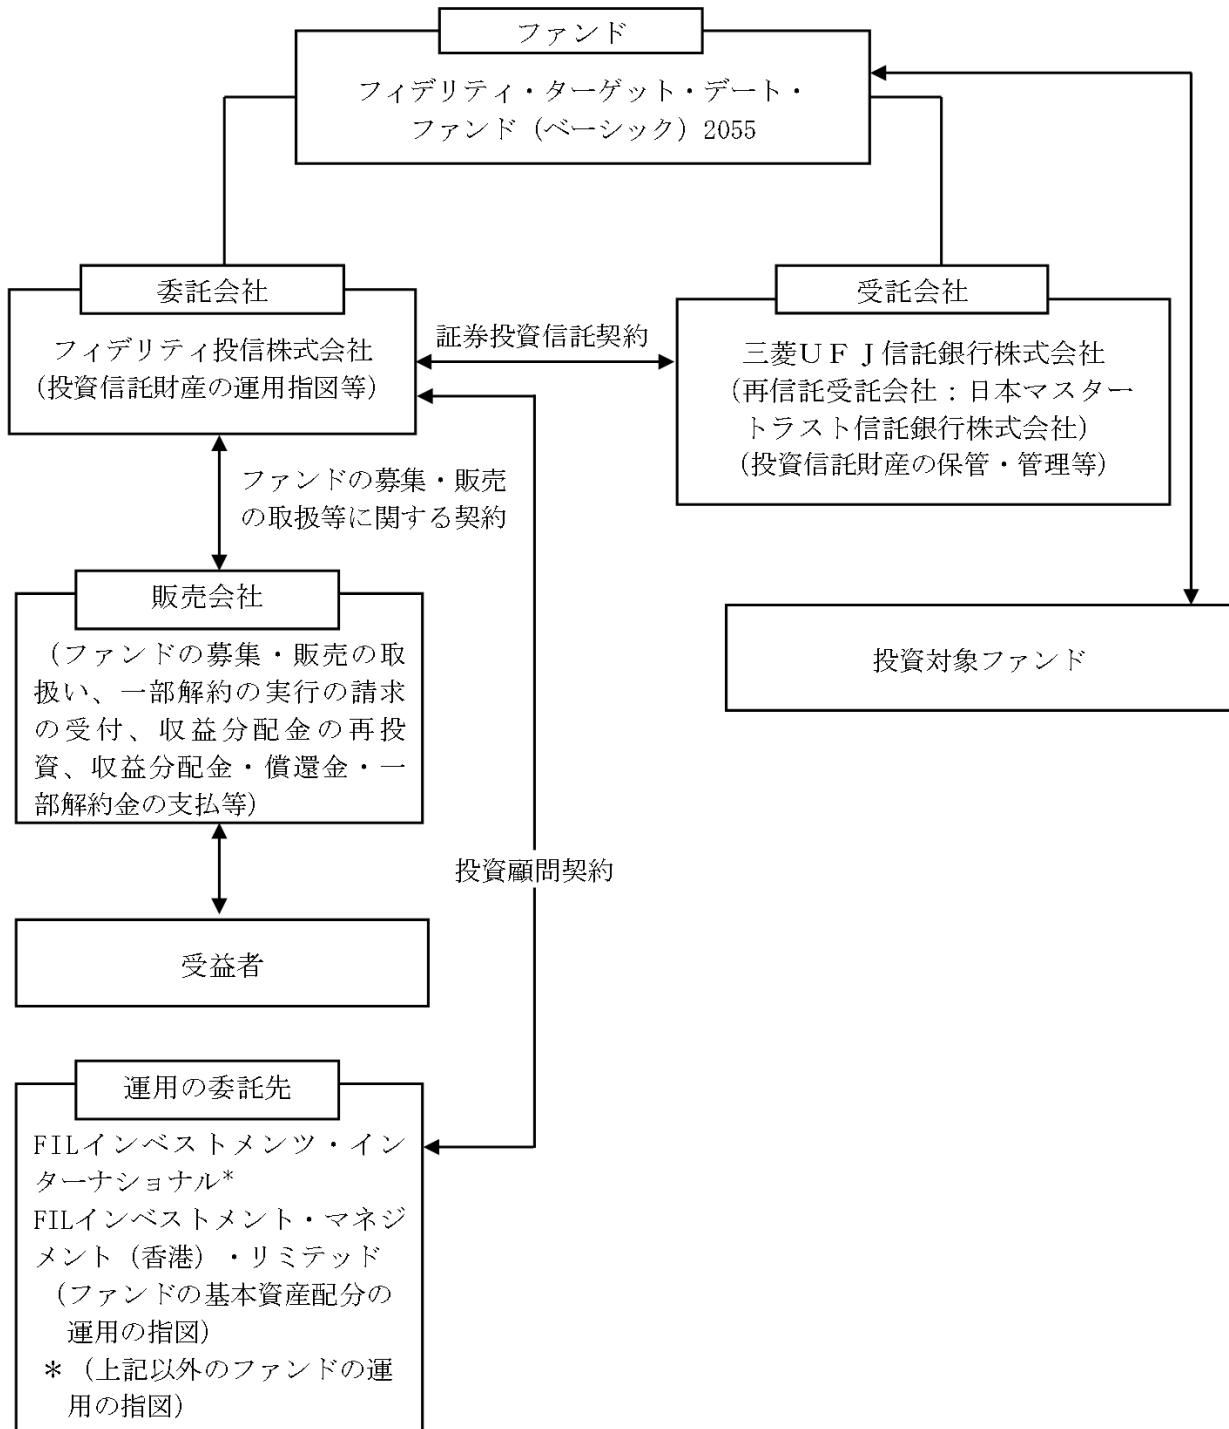 ファンド
フィデリティ・ターゲット・デート・
ファンド（ベーシック）2055
委託会社
フィデリティ投信株式会社
（投資信託財産の運用指図等）
証券投資信託契約
受託会社
三菱ＵＦＪ信託銀行株式会社
（再信託受託会社：日本マスター
トラスト信託銀行株式会社）
（投資信託財産の保管・管理等）
ファンドの募集・販売
の取扱等に関する契約
販売会社
（ファンドの募集・販売の取
扱い、一部解約の実行の請求
の受付、収益分配金の再投
資、収益分配金・償還金・一
部解約金の支払等）
投資対象ファンド
投資顧問契約
受益者
運用の委託先
FILインベストメンツ・イン
ターナショナル*
FILインベストメント・マネジ
メント（香港）・リミテッド
（ファンドの基本資産配分の
運用の指図）
＊（上記以外のファンドの運
用の指図）